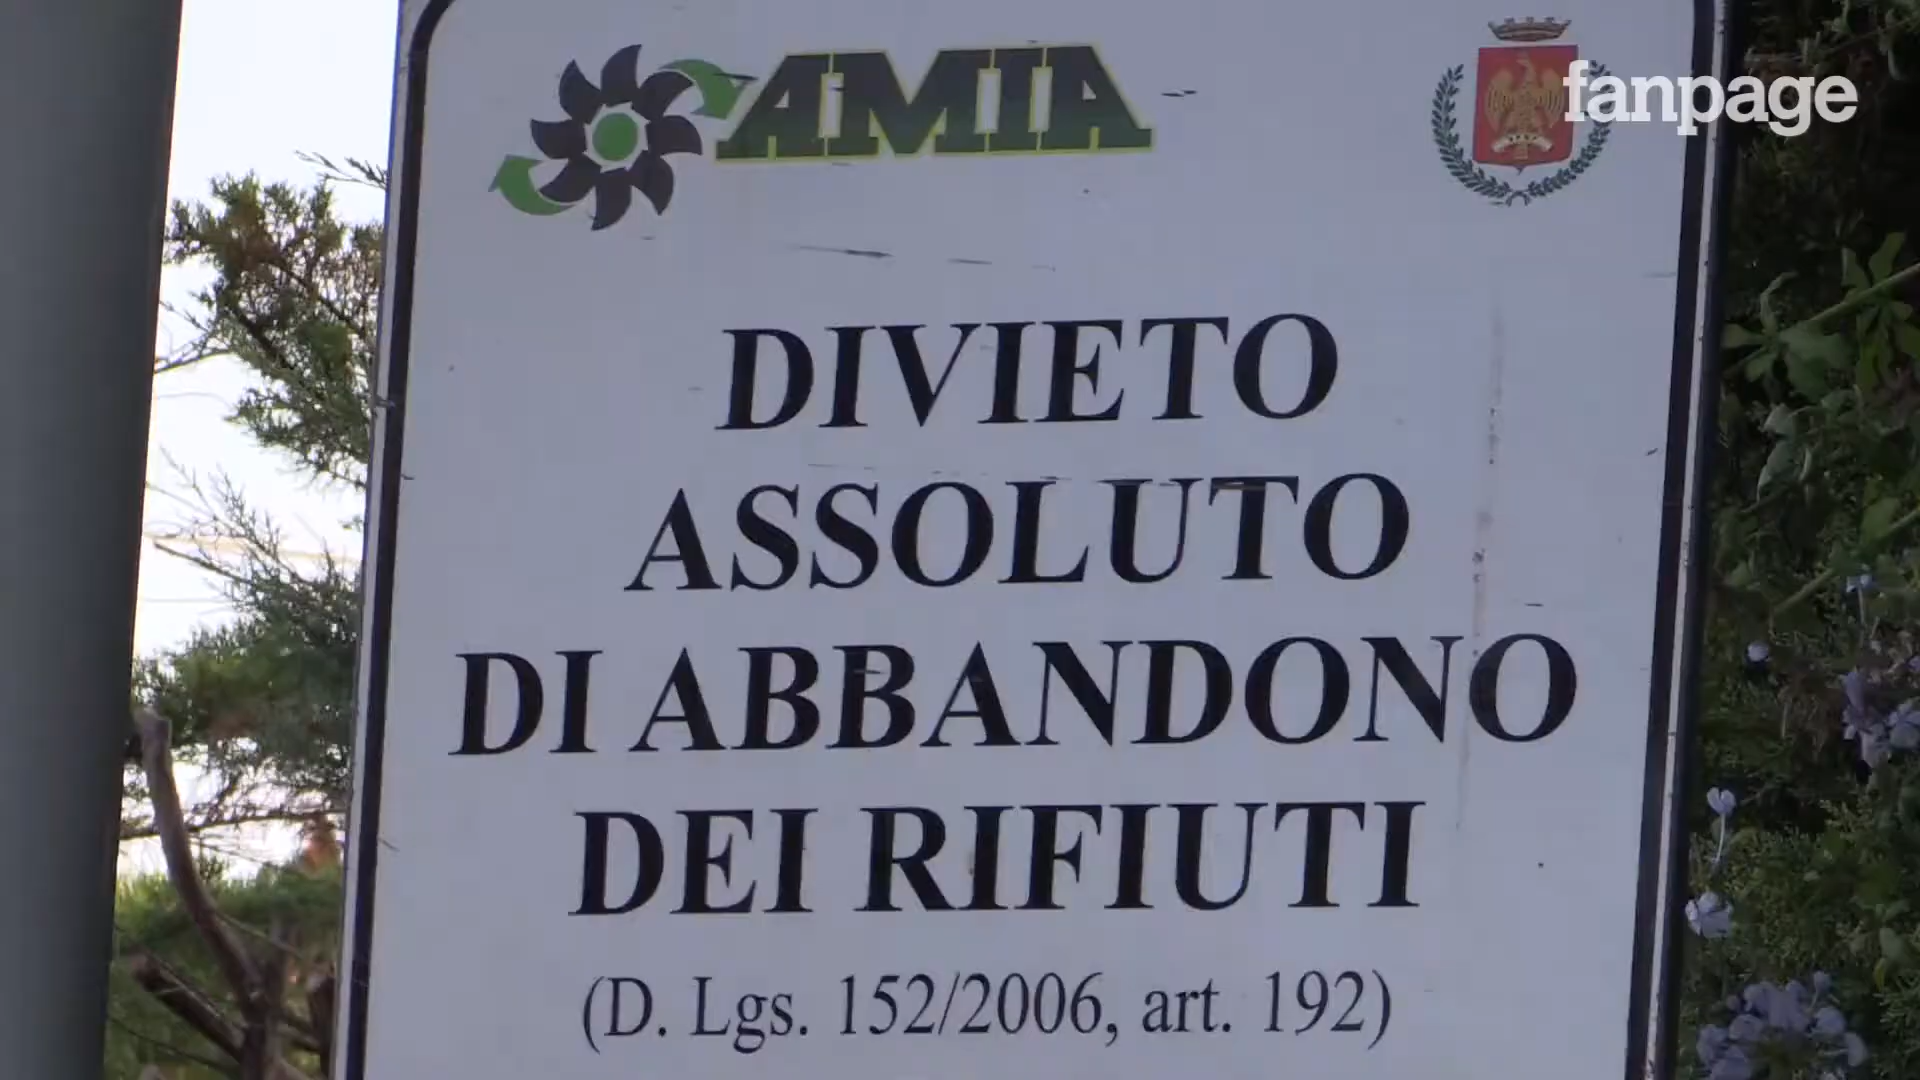 AMIA
fanpage
DIVIETO
ASSOLUTO
DI ABBANDONO
DEI RIFIUTI
(D. Lgs. 152/2006, art. 192)